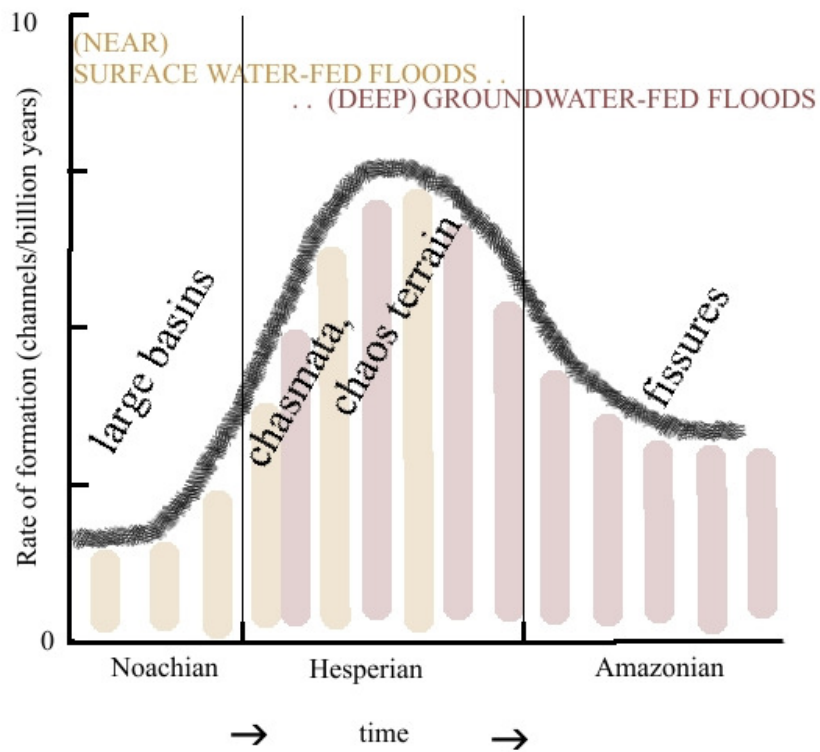 10
(NEAR)
SURFACE WATER-FED FLOODS . .
. . (DEEP) GROUNDWATER-FED FLOODS
Rate of formation (channels/billlion years)
large basins
chasmata,
chaos terrain
fissures
0
Noachian
Hesperian
Amazonian
→ time →